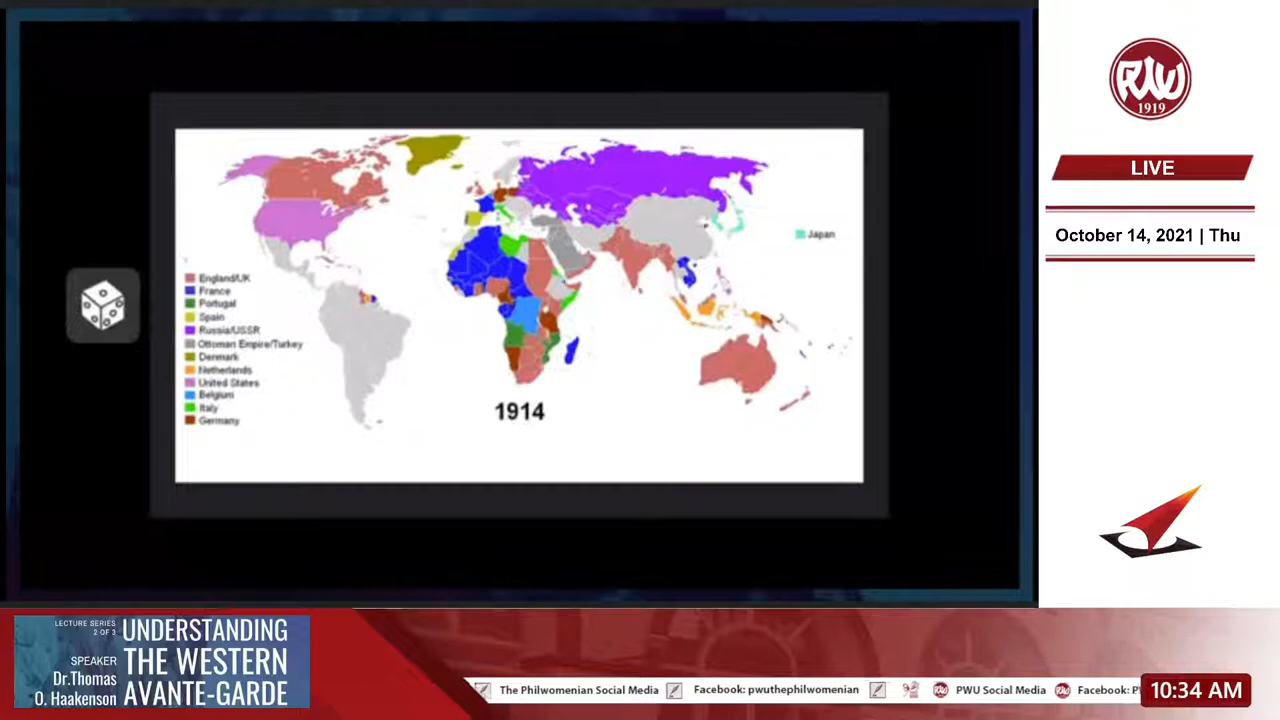 Japan
England/UK
France
Portugal
Spain
Russia/USSR
Ottoman Empire/Turkey
Denmark
Netherlands
United States
Belgium
Italy
Germany
1914
PWU
1919
LIVE
October 14, 2021 | Thu
LECTURE SERIES
2 OF 3
SPEAKER
Dr.Thomas
O. Haakenson
UNDERSTANDING
THE WESTERN
AVANTE-GARDE
The Philwomenian Social Media
Facebook: pwuthephilwomenian
PWU Social Media
Facebook: P
10:34 AM